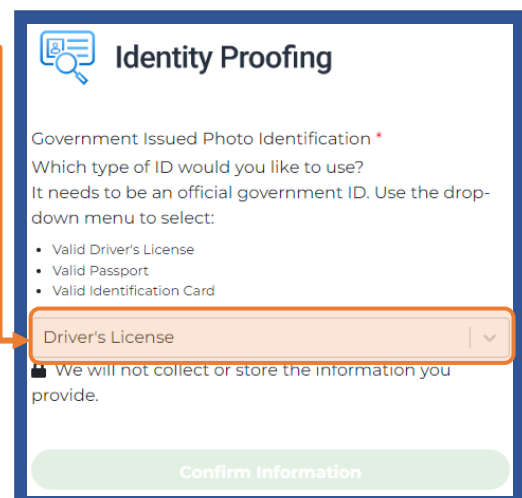 Identity Proofing
Government Issued Photo Identification *
Which type of ID would you like to use?
It needs to be an official government ID. Use the drop-
down menu to select:
• Valid Driver's License
• Valid Passport
• Valid Identification Card
Driver's License
We will not collect or store the information you
provide.
Confirm Information